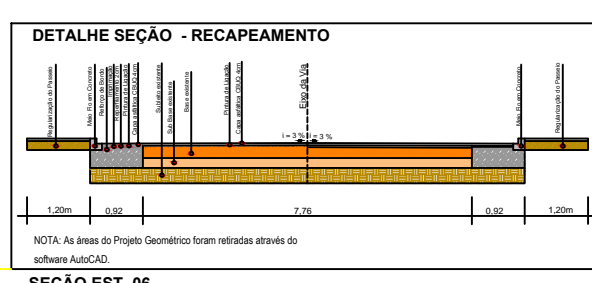 DETALHE SEÇÃO - RECAPEAMENTO
Regularização do Passeio
Meio Fio em Concreto
Reforço de Bordo
Imprimação
Pintura de Ligação
Capa asfáltica CBUQ 4cm
Subleito existente
Sub Base existente
Base existente
Pintura de Ligação
Capa asfáltica CBUQ 4cm
Eixo da Via
Meio Fio em Concreto
Regularização do Passeio
i = 3 %
i = 3 %
1,20m
0,92
7,76
0,92
1,20m
NOTA: As áreas do Projeto Geométrico foram retiradas através do
software AutoCAD.
SEÇÃO EST. 06